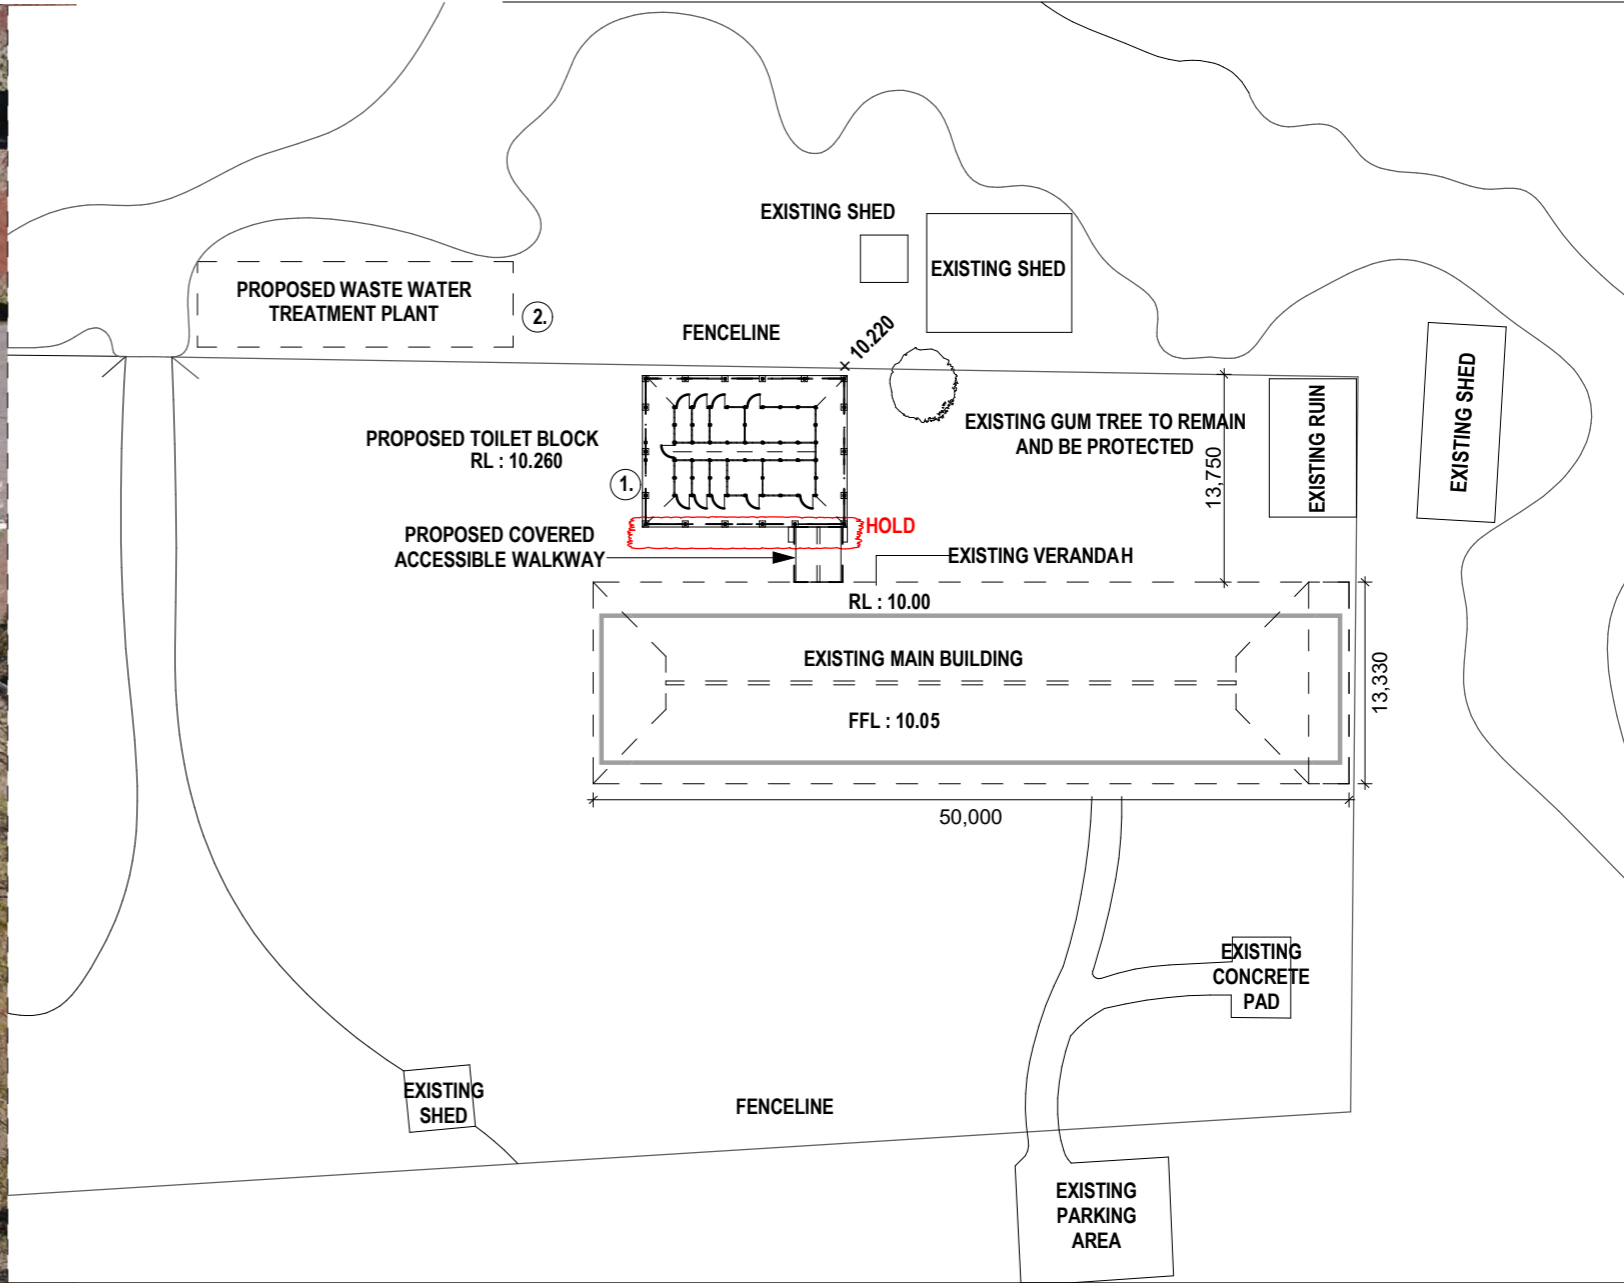 EXISTING SHED
EXISTING SHED
PROPOSED WASTE WATER
TREATMENT PLANT
2.
FENCELINE
10.220
EXISTING GUM TREE TO REMAIN
AND BE PROTECTED
EXISTING RUIN
EXISTING SHED
PROPOSED TOILET BLOCK
RL : 10.260
1.
13,750
HOLD
PROPOSED COVERED
ACCESSIBLE WALKWAY
EXISTING VERANDAH
RL : 10.00
EXISTING MAIN BUILDING
FFL : 10.05
13,330
50,000
EXISTING
CONCRETE
PAD
EXISTING
SHED
FENCELINE
EXISTING
PARKING
AREA